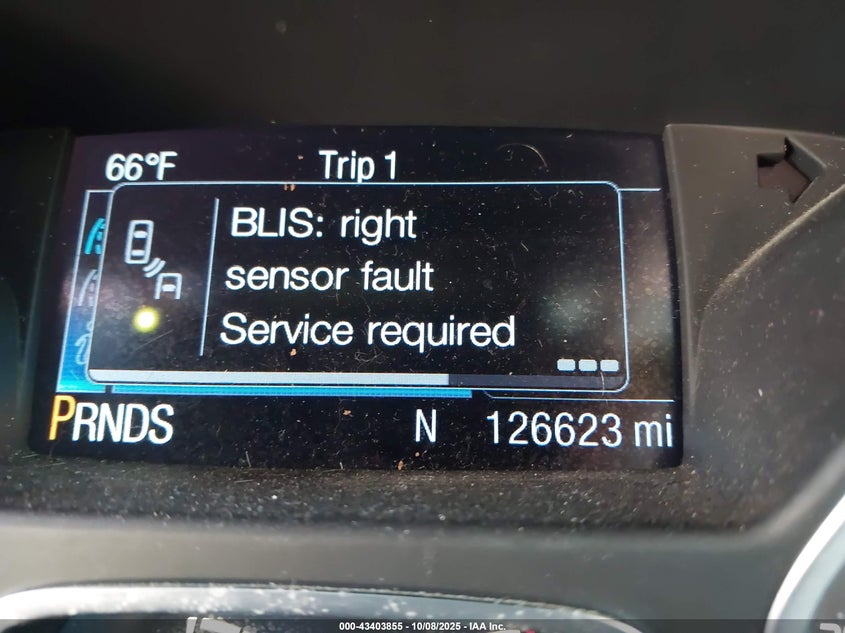 66°F Trip 1
BLIS: right
sensor fault
Service required
PRNDS N 126623 mi
000-43403855 - 10/08/2025 - IAA Inc.